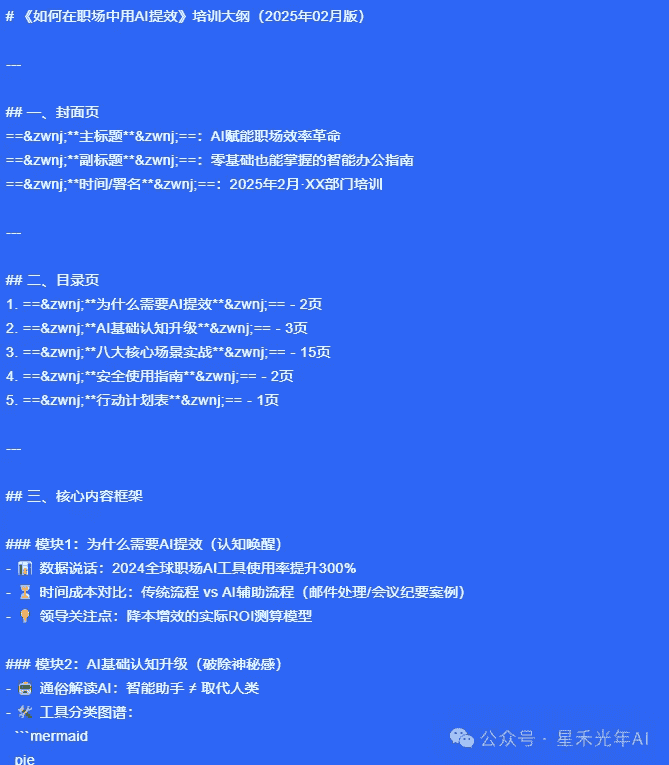 # 《如何在职场中用AI提效》培训大纲（2025年02月版）
---
## 一、封面页
==&zwnj;**主标题**&zwnj;==：AI赋能职场效率革命
==&zwnj;**副标题**&zwnj;==：零基础也能掌握的智能办公指南
==&zwnj;**时间/署名**&zwnj;==：2025年2月·XX部门培训
---
## 二、目录页
1. ==&zwnj;**为什么需要AI提效**&zwnj;== - 2页
2. ==&zwnj;**AI基础认知升级**&zwnj;== - 3页
3. ==&zwnj;**八大核心场景实战**&zwnj;== - 15页
4. ==&zwnj;**安全使用指南**&zwnj;== - 2页
5. ==&zwnj;**行动计划表**&zwnj;== - 1页
---
## 三、核心内容框架
### 模块1：为什么需要AI提效（认知唤醒）
- 📊 数据说话：2024全球职场AI工具使用率提升300%
- ⏳ 时间成本对比：传统流程 vs AI辅助流程（邮件处理/会议纪要案例）
- 💡 领导关注点：降本增效的实际ROI测算模型
### 模块2：AI基础认知升级（破除神秘感）
- 🤖 通俗解读AI：智能助手 ≠ 取代人类
- 🛠️ 工具分类图谱：
```mermaid
pie
公众号 · 星禾光年AI